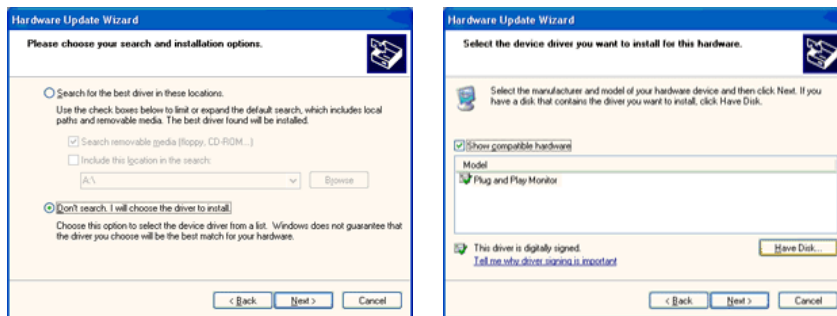 Hardware Update Wizard
Please choose your search and installation options.
Search for the best driver in these locations.
Use the check boxes below to limit or expand the default search, which includes local
paths and removable media. The best driver found will be installed.
Search removable media (floppy, CD-ROM...)
Include this location in the search:
A:\
Browse
Don't search. I will choose the driver to install.
Choose this option to select the device driver from a list. Windows does not guarantee that
the driver you choose will be the best match for your hardware.
< Back
Next >
Cancel
Hardware Update Wizard
Select the device driver you want to install for this hardware.
Select the manufacturer and model of your hardware device and then click Next. If you
have a disk that contains the driver you want to install, click Have Disk.
Show compatible hardware
Model
Plug and Play Monitor
This driver is digitally signed.
Tell me why driver signing is important
Have Disk...
< Back
Next >
Cancel